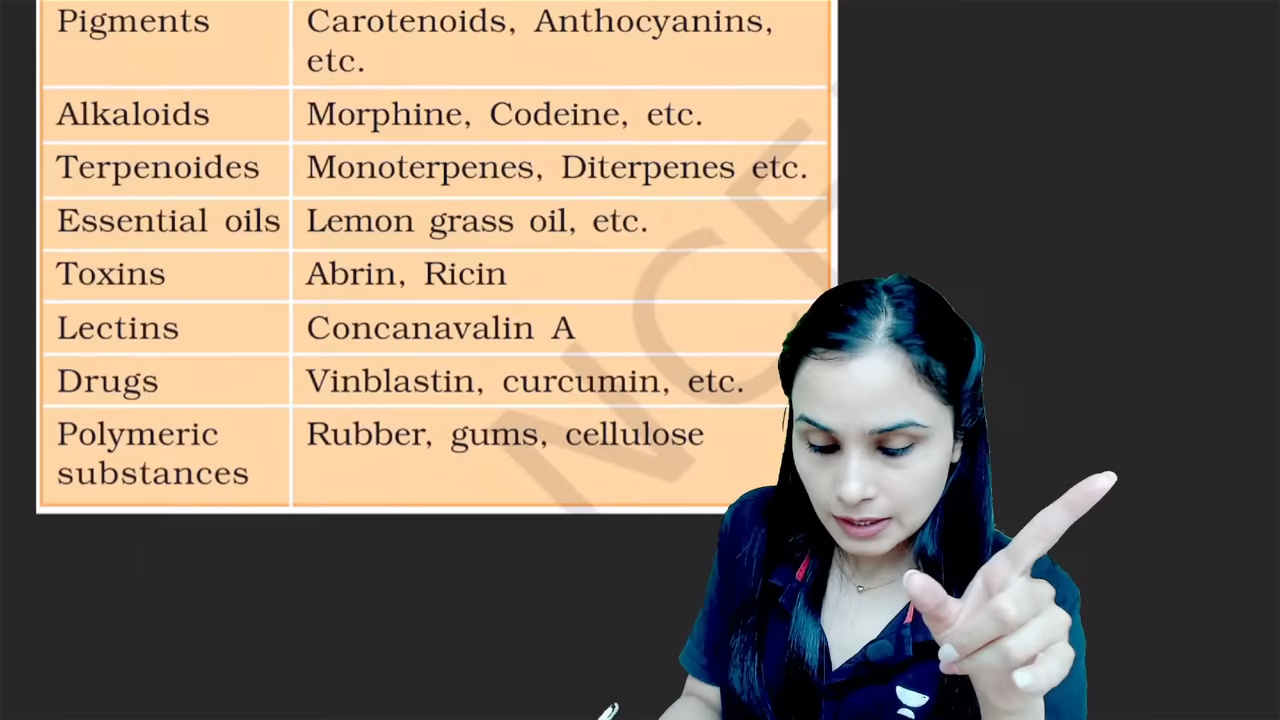 Pigments
Carotenoids, Anthocyanins,
etc.
Alkaloids
Morphine, Codeine, etc.
Terpenoides
Monoterpenes, Diterpenes etc.
Essential oils
Lemon grass oil, etc.
Toxins
Abrin, Ricin
Lectins
Concanavalin A
Drugs
Vinblastin, curcumin, etc.
Polymeric
substances
Rubber, gums, cellulose
NCE